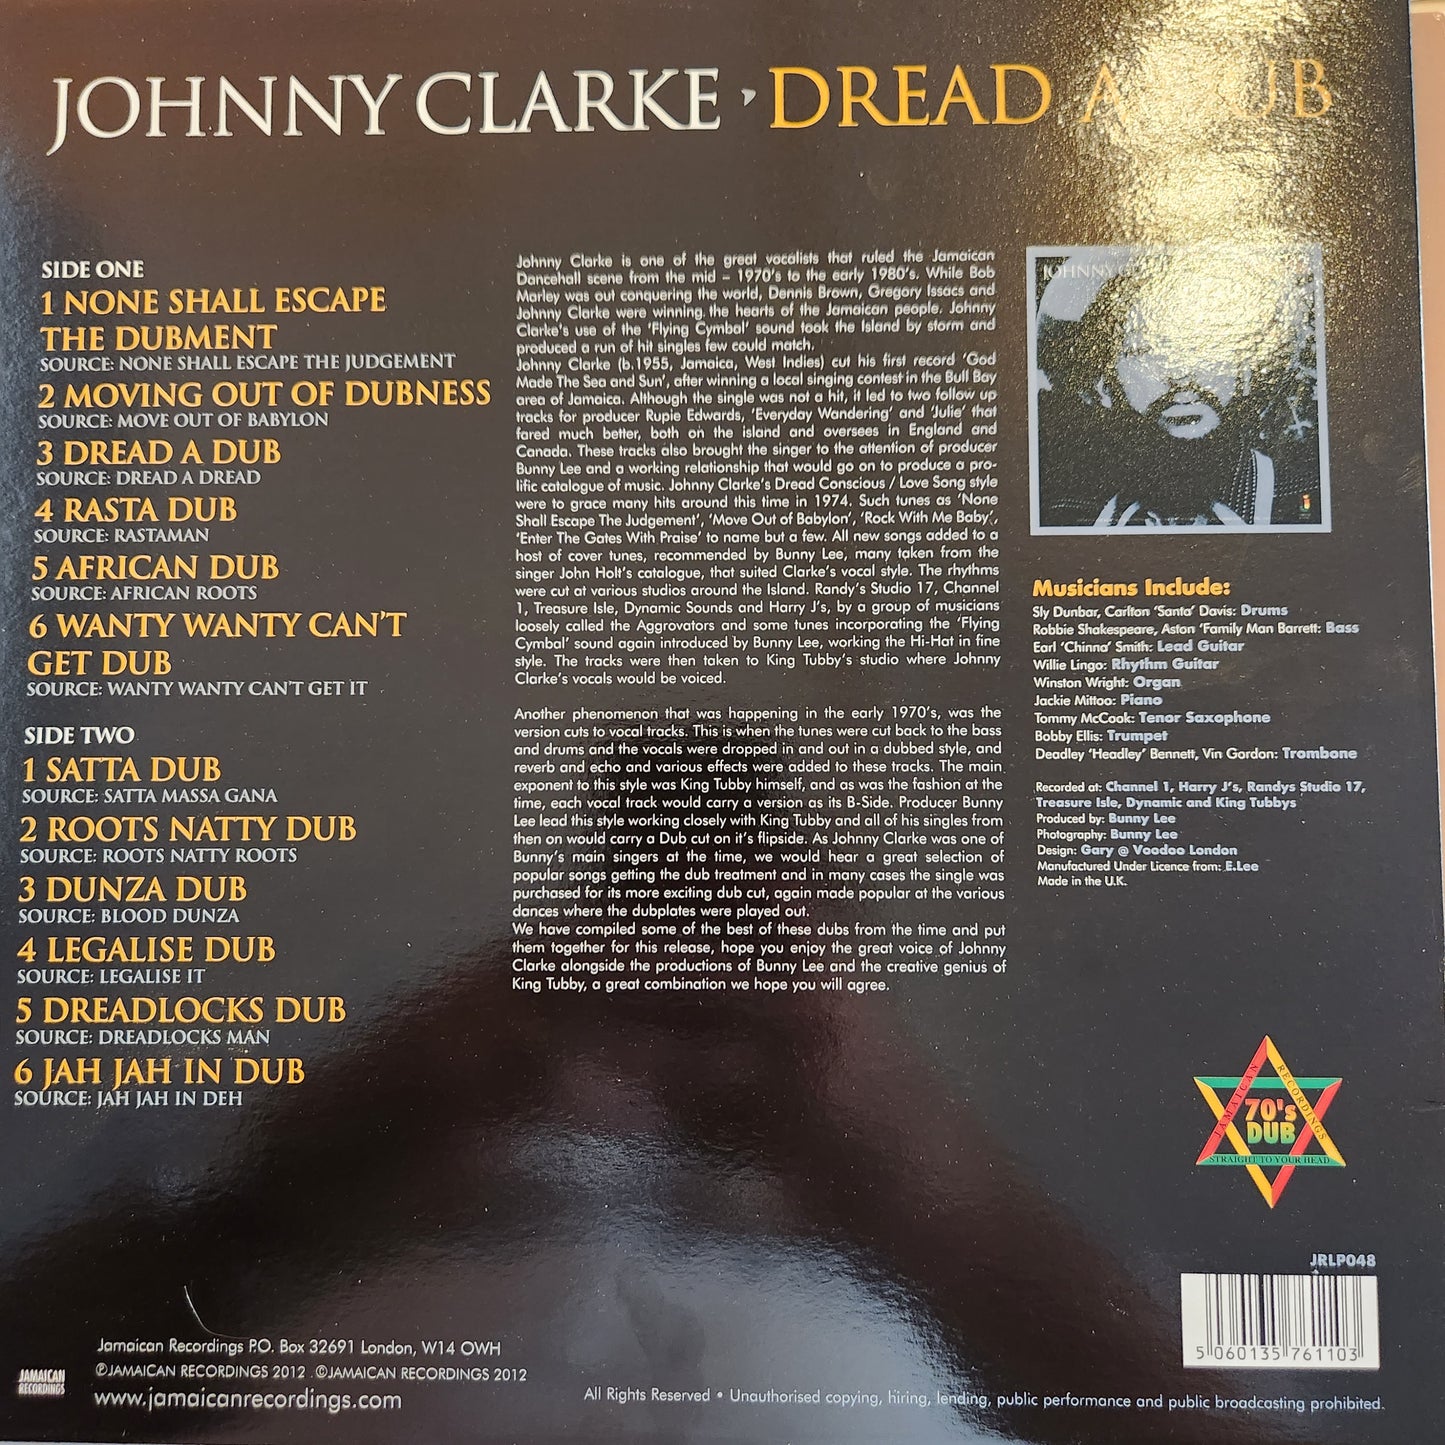 JOHNNY CLARKE • DREAD A DUB
SIDE ONE
1 NONE SHALL ESCAPE
THE DUBMENT
SOURCE: NONE SHALL ESCAPE THE JUDGEMENT
2 MOVING OUT OF DUBNESS
SOURCE: MOVE OUT OF BABYLON
3 DREAD A DUB
SOURCE: DREAD A DREAD
4 RASTA DUB
SOURCE: RASTAMAN
5 AFRICAN DUB
SOURCE: AFRICAN ROOTS
6 WANTY WANTY CAN'T
GET DUB
SOURCE: WANTY WANTY CAN'T GET IT
SIDE TWO
1 SATTA DUB
SOURCE: SATTA MASSA GANA
2 ROOTS NATTY DUB
SOURCE: ROOTS NATTY ROOTS
3 DUNZA DUB
SOURCE: BLOOD DUNZA
4 LEGALISE DUB
SOURCE: LEGALISE IT
5 DREADLOCKS DUB
SOURCE: DREADLOCKS MAN
6 JAH JAH IN DUB
SOURCE: JAH JAH IN DEH
Johnny Clarke is one of the great vocalists that ruled the Jamaican
Dancehall scene from the mid – 1970's to the early 1980's. While Bob
Marley was out conquering the world, Dennis Brown, Gregory Issacs and
Johnny Clarke were winning the hearts of the Jamaican people. Johnny
Clarke's use of the 'Flying Cymbal' sound took the Island by storm and
produced a run of hit singles few could match.
Johnny Clarke (b.1955, Jamaica, West Indies) cut his first record 'God
Made The Sea and Sun', after winning a local singing contest in the Bull Bay
area of Jamaica. Although the single was not a hit, it led to two follow up
tracks for producer Rupie Edwards, 'Everyday Wandering' and 'Julie' that
fared much better, both on the island and oversees in England and
Canada. These tracks also brought the singer to the attention of producer
Bunny Lee and a working relationship that would go on to produce a pro-
lific catalogue of music. Johnny Clarke's Dread Conscious / Love Song style
were to grace many hits around this time in 1974. Such tunes as 'None
Shall Escape The Judgement', 'Move Out of Babylon', 'Rock With Me Baby',
'Enter The Gates With Praise' to name but a few. All new songs added to a
host of cover tunes, recommended by Bunny Lee, many taken from the
singer John Holt's catalogue, that suited Clarke's vocal style. The rhythms
were cut at various studios around the Island. Randy's Studio 17, Channel
1, Treasure Isle, Dynamic Sounds and Harry J's, by a group of musicians
loosely called the Aggrovators and some tunes incorporating the 'Flying
Cymbal' sound again introduced by Bunny Lee, working the Hi-Hat in fine
style. The tracks were then taken to King Tubby's studio where Johnny
Clarke's vocals would be voiced.
Another phenomenon that was happening in the early 1970's, was the
version cuts to vocal tracks. This is when the tunes were cut back to the bass
and drums and the vocals were dropped in and out in a dubbed style, and
reverb and echo and various effects were added to these tracks. The main
exponent to this style was King Tubby himself, and as was the fashion at the
time, each vocal track would carry a version as its B-Side. Producer Bunny
Lee lead this style working closely with King Tubby and all of his singles from
then on would carry a Dub cut on it's flipside. As Johnny Clarke was one of
Bunny's main singers at the time, we would hear a great selection of
popular songs getting the dub treatment and in many cases the single was
purchased for its more exciting dub cut, again made popular at the various
dances where the dubplates were played out.
We have compiled some of the best of these dubs from the time and put
them together for this release, hope you enjoy the great voice of Johnny
Clarke alongside the productions of Bunny Lee and the creative genius of
King Tubby, a great combination we hope you will agree.
JOHNNY
Musicians Include:
Sly Dunbar, Carlton 'Santa' Davis: Drums
Robbie Shakespeare, Aston 'Family Man Barrett: Bass
Earl 'Chinna' Smith: Lead Guitar
Willie Lingo: Rhythm Guitar
Winston Wright: Organ
Jackie Mittoo: Piano
Tommy McCook: Tenor Saxophone
Bobby Ellis: Trumpet
Deadley 'Headley' Bennett, Vin Gordon: Trombone
Recorded at: Channel 1, Harry J's, Randys Studio 17,
Treasure Isle, Dynamic and King Tubbys
Produced by: Bunny Lee
Photography: Bunny Lee
Design: Gary @ Voodoo London
Manufactured Under Licence from: E.Lee
Made in the U.K.
JAMAICAN RECORDINGS
70's
DUB
STRAIGHT TO YOUR HEAD
JRLP048
5 060135 761103
Jamaican Recordings P.O. Box 32691 London, W14 OWH
℗JAMAICAN RECORDINGS 2012 . ©JAMAICAN RECORDINGS 2012
JAMAICAN
RECORDINGS
www.jamaicanrecordings.com
All Rights Reserved • Unauthorised copying, hiring, lending, public performance and public broadcasting prohibited.